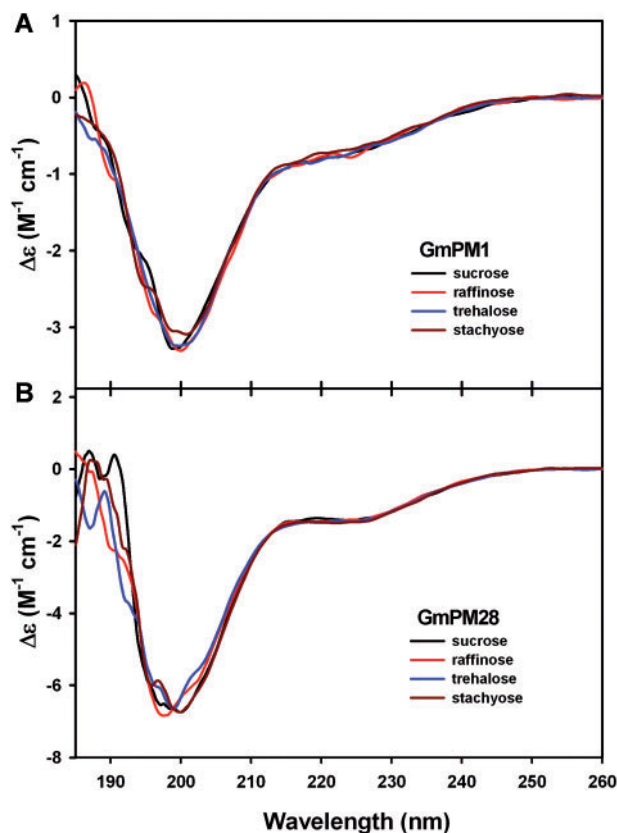 A
1
0
-1
-2
-3
Δε (M⁻¹ cm⁻¹)
GmPM1
sucrose
raffinose
trehalose
stachyose
B
2
0
-2
-4
-6
-8
Δε (M⁻¹ cm⁻¹)
GmPM28
sucrose
raffinose
trehalose
stachyose
190 200 210 220 230 240 250 260
Wavelength (nm)